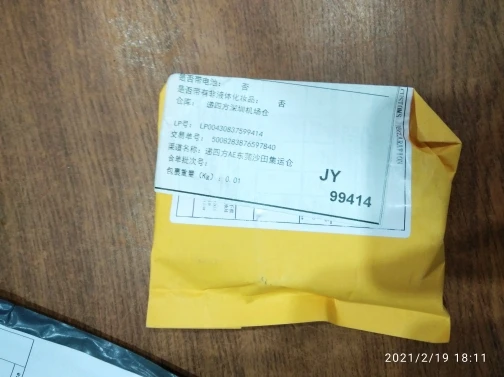 是否带电池： 否
是否带有非液体化妆品： 否
仓库： 递四方深圳机场仓
LP号： LP00430837599414
交易单号： 5008283876597840
渠道名称：递四方AE东莞沙田集运仓
合单批次号：
包裹重量（Kg）：0.01
JY
99414
2021/2/19 18:11